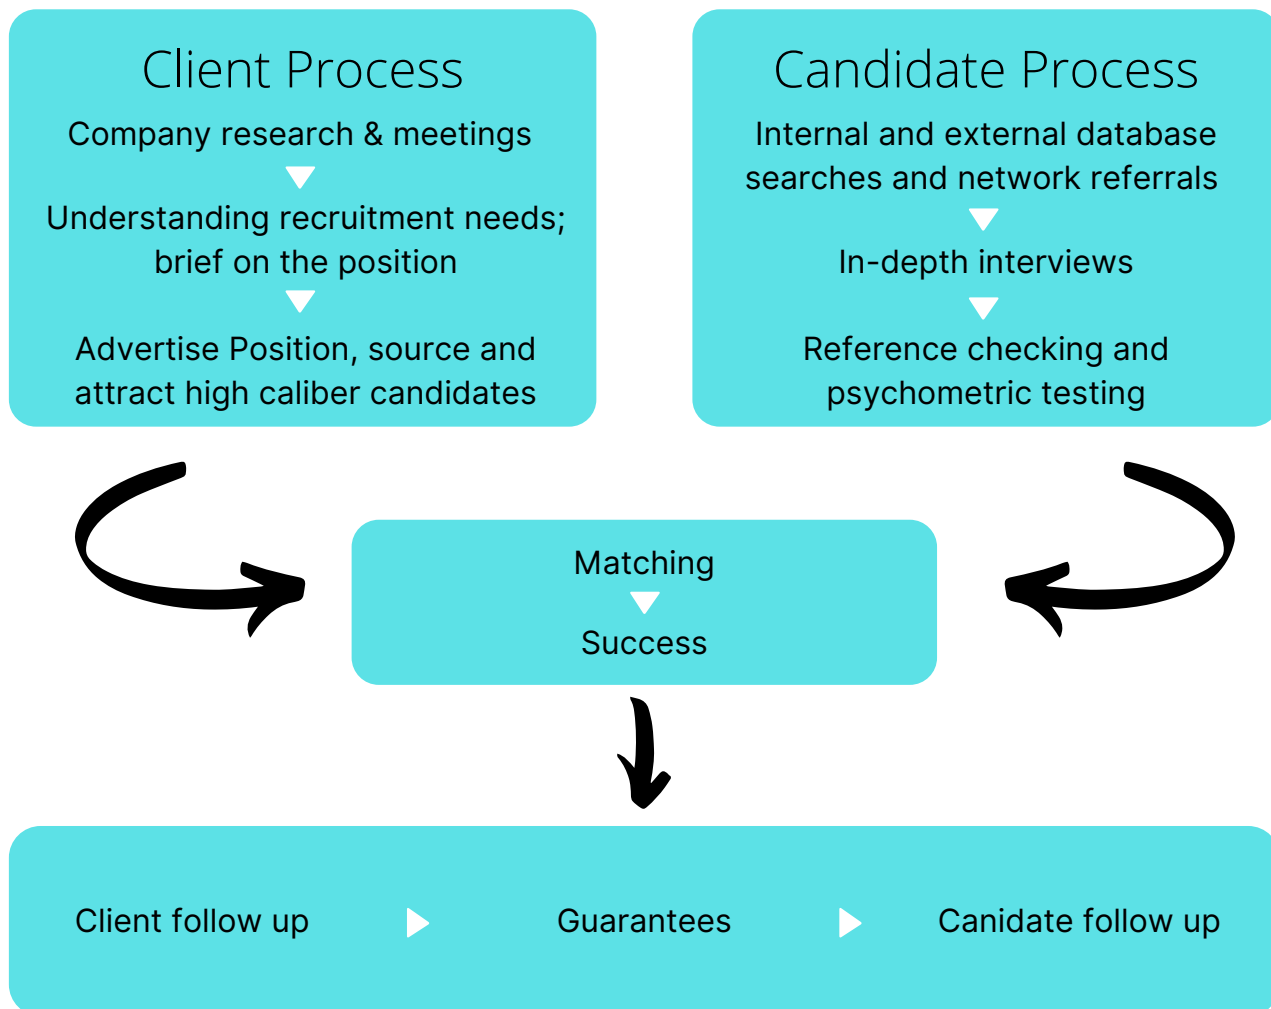 Client Process
Company research & meetings
Understanding recruitment needs;
brief on the position
Advertise Position, source and
attract high caliber candidates
Candidate Process
Internal and external database
searches and network referrals
In-depth interviews
Reference checking and
psychometric testing
Matching
Success
Client follow up
Guarantees
Canidate follow up